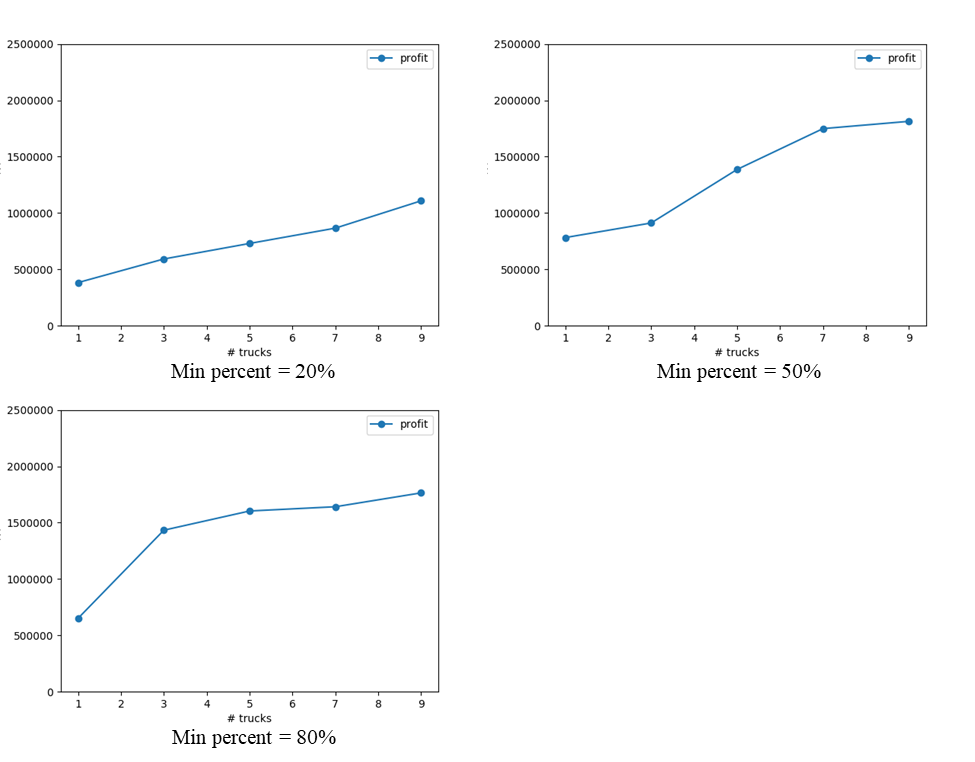 2500000
profit
2000000
1500000
1000000
500000
0
1 2 3 4 5 6 7 8 9
# trucks
Min percent = 20%
2500000
profit
2000000
1500000
1000000
500000
0
1 2 3 4 5 6 7 8 9
# trucks
Min percent = 50%
2500000
profit
2000000
1500000
1000000
500000
0
1 2 3 4 5 6 7 8 9
# trucks
Min percent = 80%